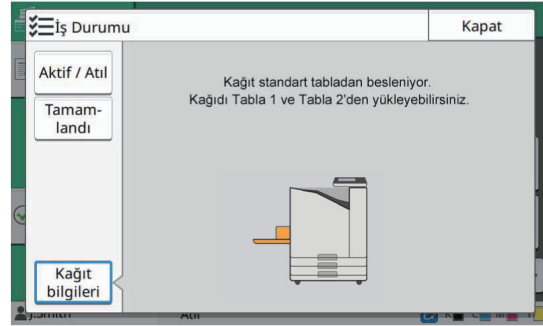 İş Durumu
Kapat
Aktif / Atıl
Tamam-
landı
Kağıt standart tabladan besleniyor.
Kağıdı Tabla 1 ve Tabla 2'den yükleyebilirsiniz.
Kağıt
bilgileri
J.Smith
Atıl